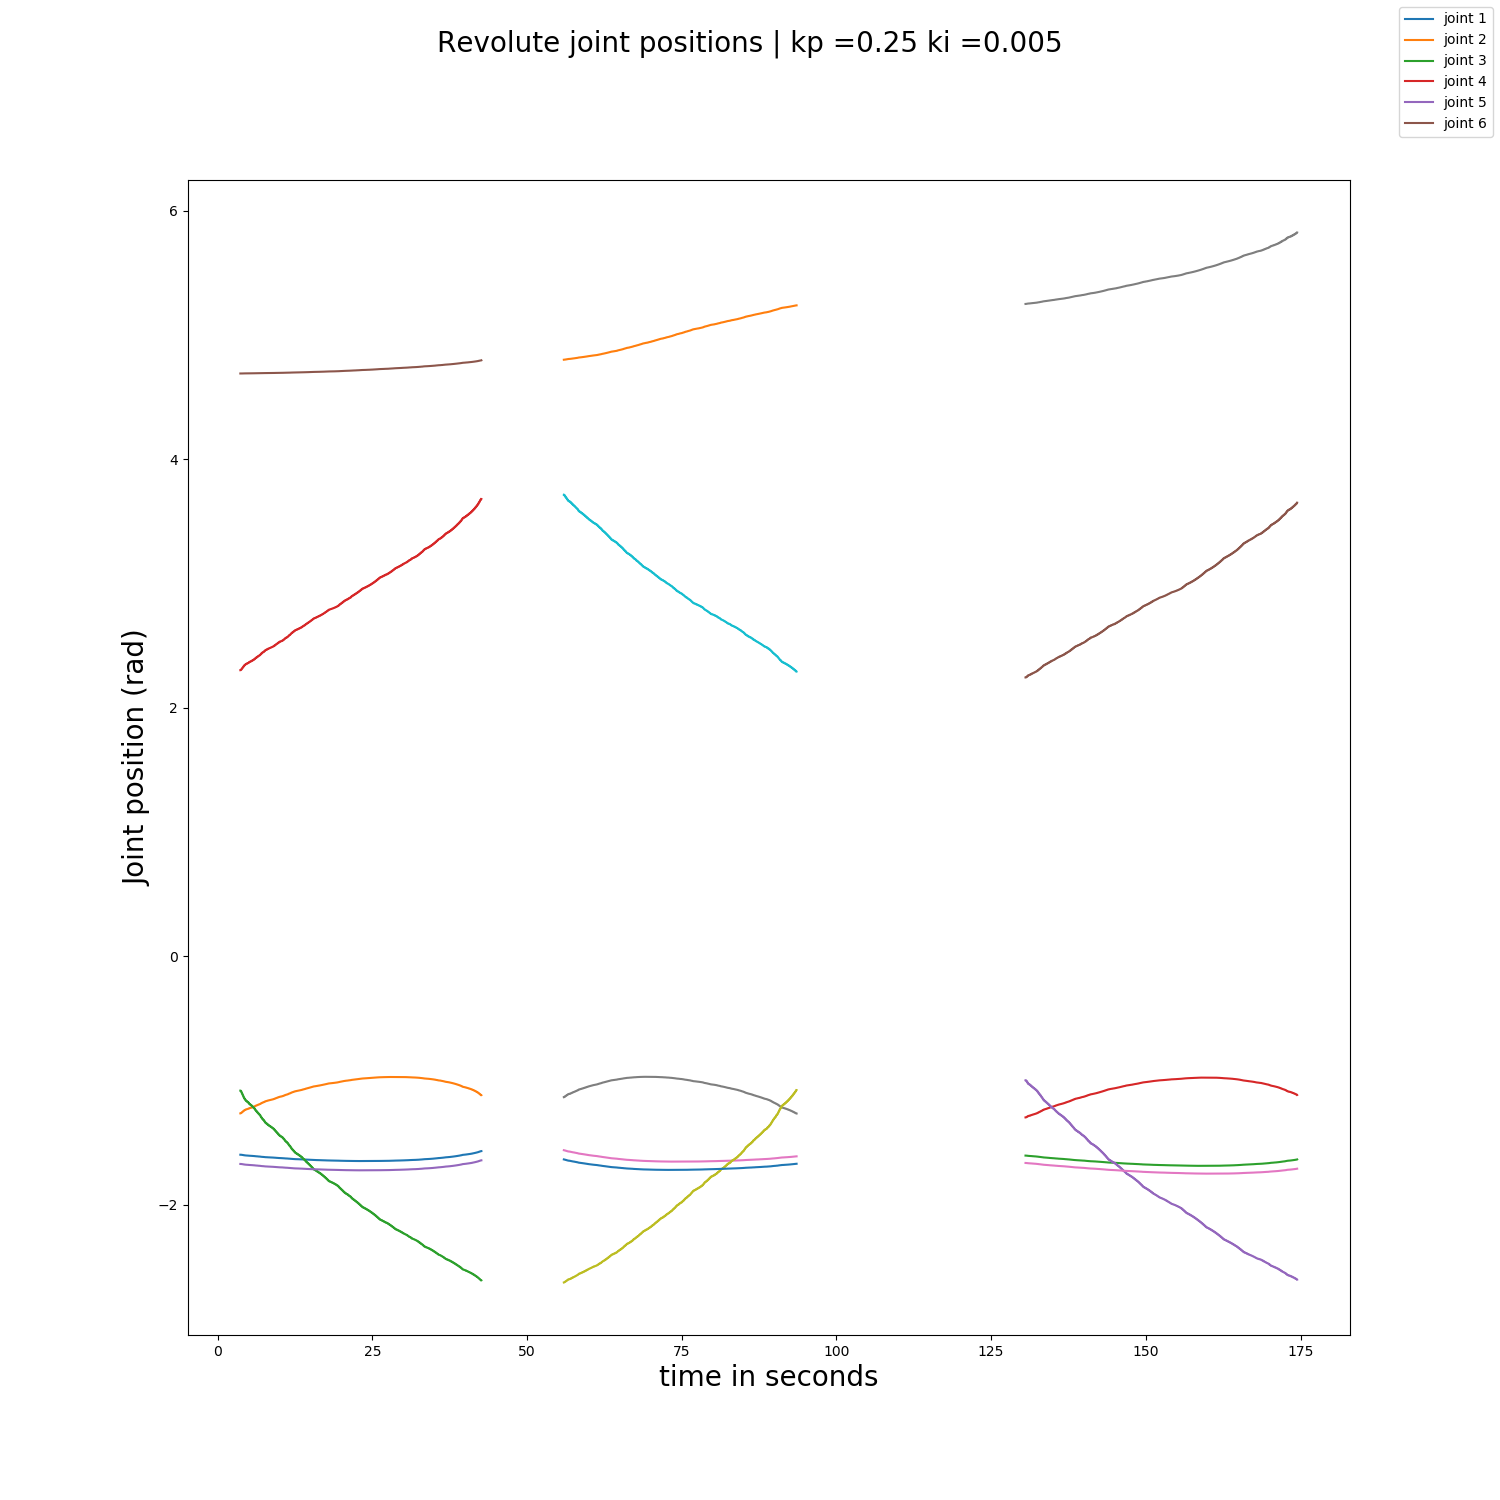 Revolute joint positions | kp =0.25 ki =0.005
joint 1
joint 2
joint 3
joint 4
joint 5
joint 6
Joint position (rad)
6
4
2
0
−2
0 25 50 75 100 125 150 175
time in seconds